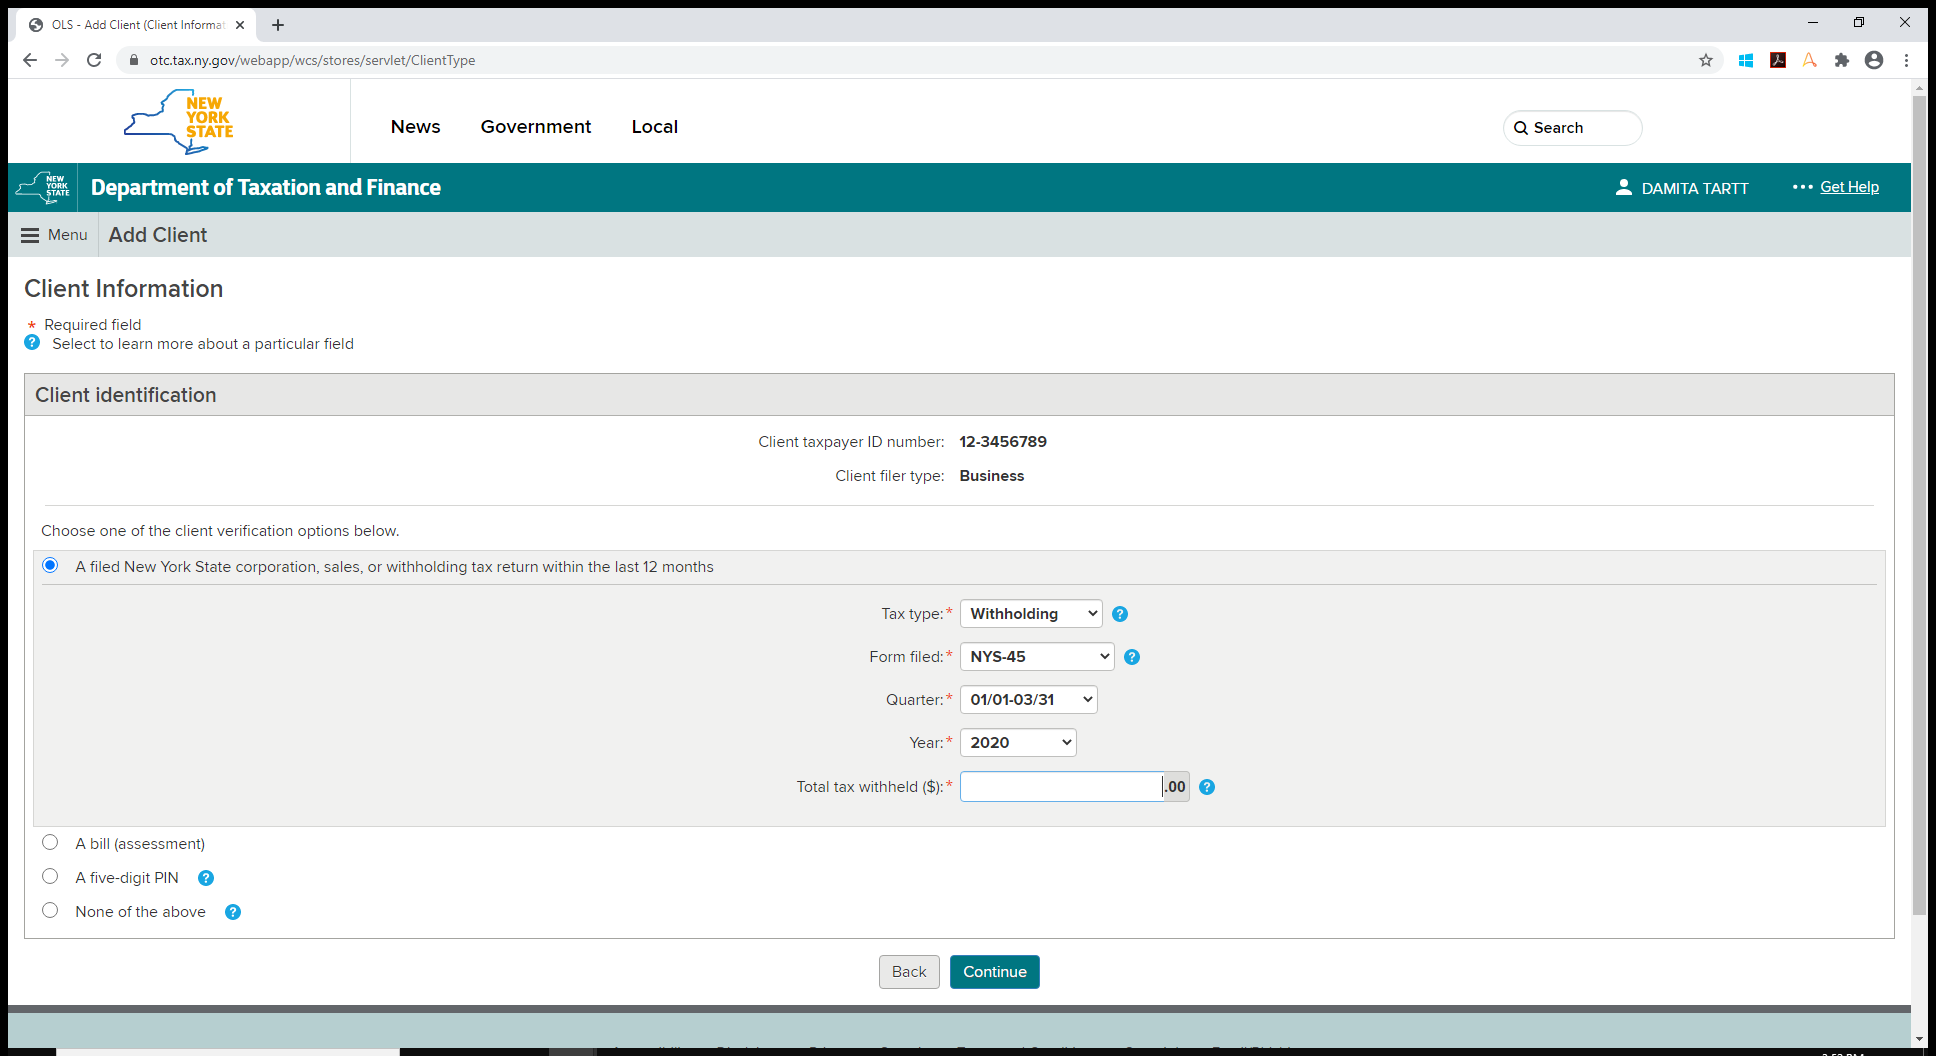 OLS - Add Client (Client Informat
otc.tax.ny.gov/webapp/wcs/stores/servlet/ClientType
NEW
YORK
STATE
News
Government
Local
Search
NEW
YORK
STATE
Department of Taxation and Finance
DAMITA TARTT
••• Get Help
Menu
Add Client
Client Information
* Required field
? Select to learn more about a particular field
Client identification
Client taxpayer ID number: 12-3456789
Client filer type: Business
Choose one of the client verification options below.
A filed New York State corporation, sales, or withholding tax return within the last 12 months
Tax type:* Withholding ?
Form filed:* NYS-45 ?
Quarter:* 01/01-03/31
Year:* 2020
Total tax withheld ($):* .00 ?
A bill (assessment)
A five-digit PIN ?
None of the above ?
Back
Continue